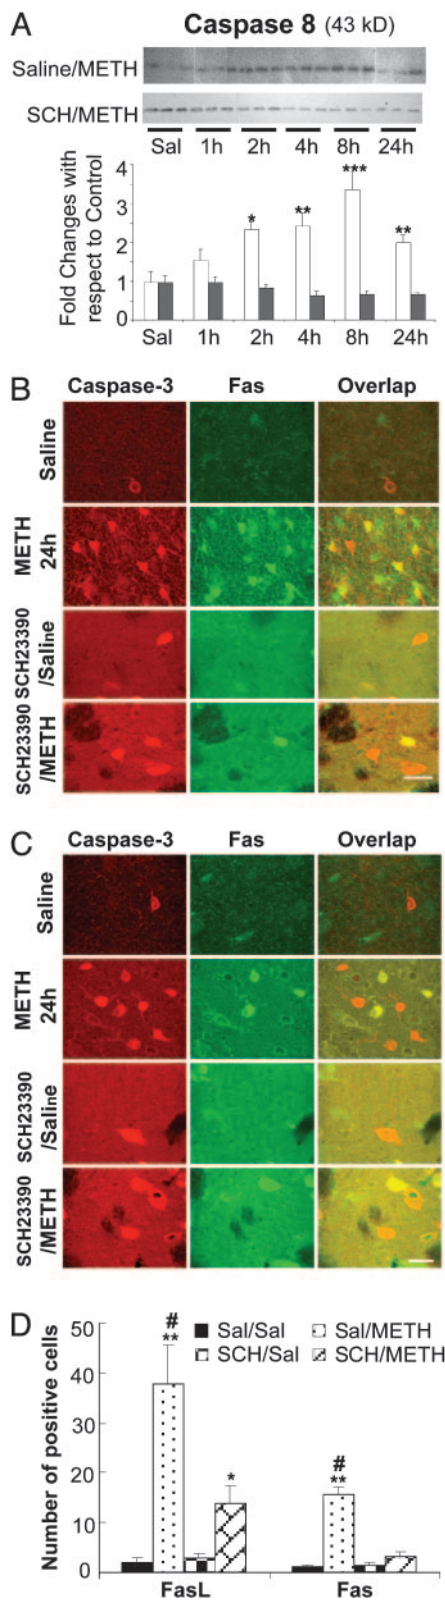 A Caspase 8 (43 kD)
Saline/METH
SCH/METH
Sal 1h 2h 4h 8h 24h
Fold Changes with
respect to Control
4
3
2
1
0
* ** *** **
Sal 1h 2h 4h 8h 24h
B Caspase-3 Fas Overlap
Saline
METH
24h
SCH23390
/Saline
SCH23390
/METH
C Caspase-3 Fas Overlap
Saline
METH
24h
SCH23390
/Saline
SCH23390
/METH
D
Number of positive cells
50
40
30
20
10
0
Sal/Sal Sal/METH
SCH/Sal SCH/METH
#
**
*
#
**
FasL Fas